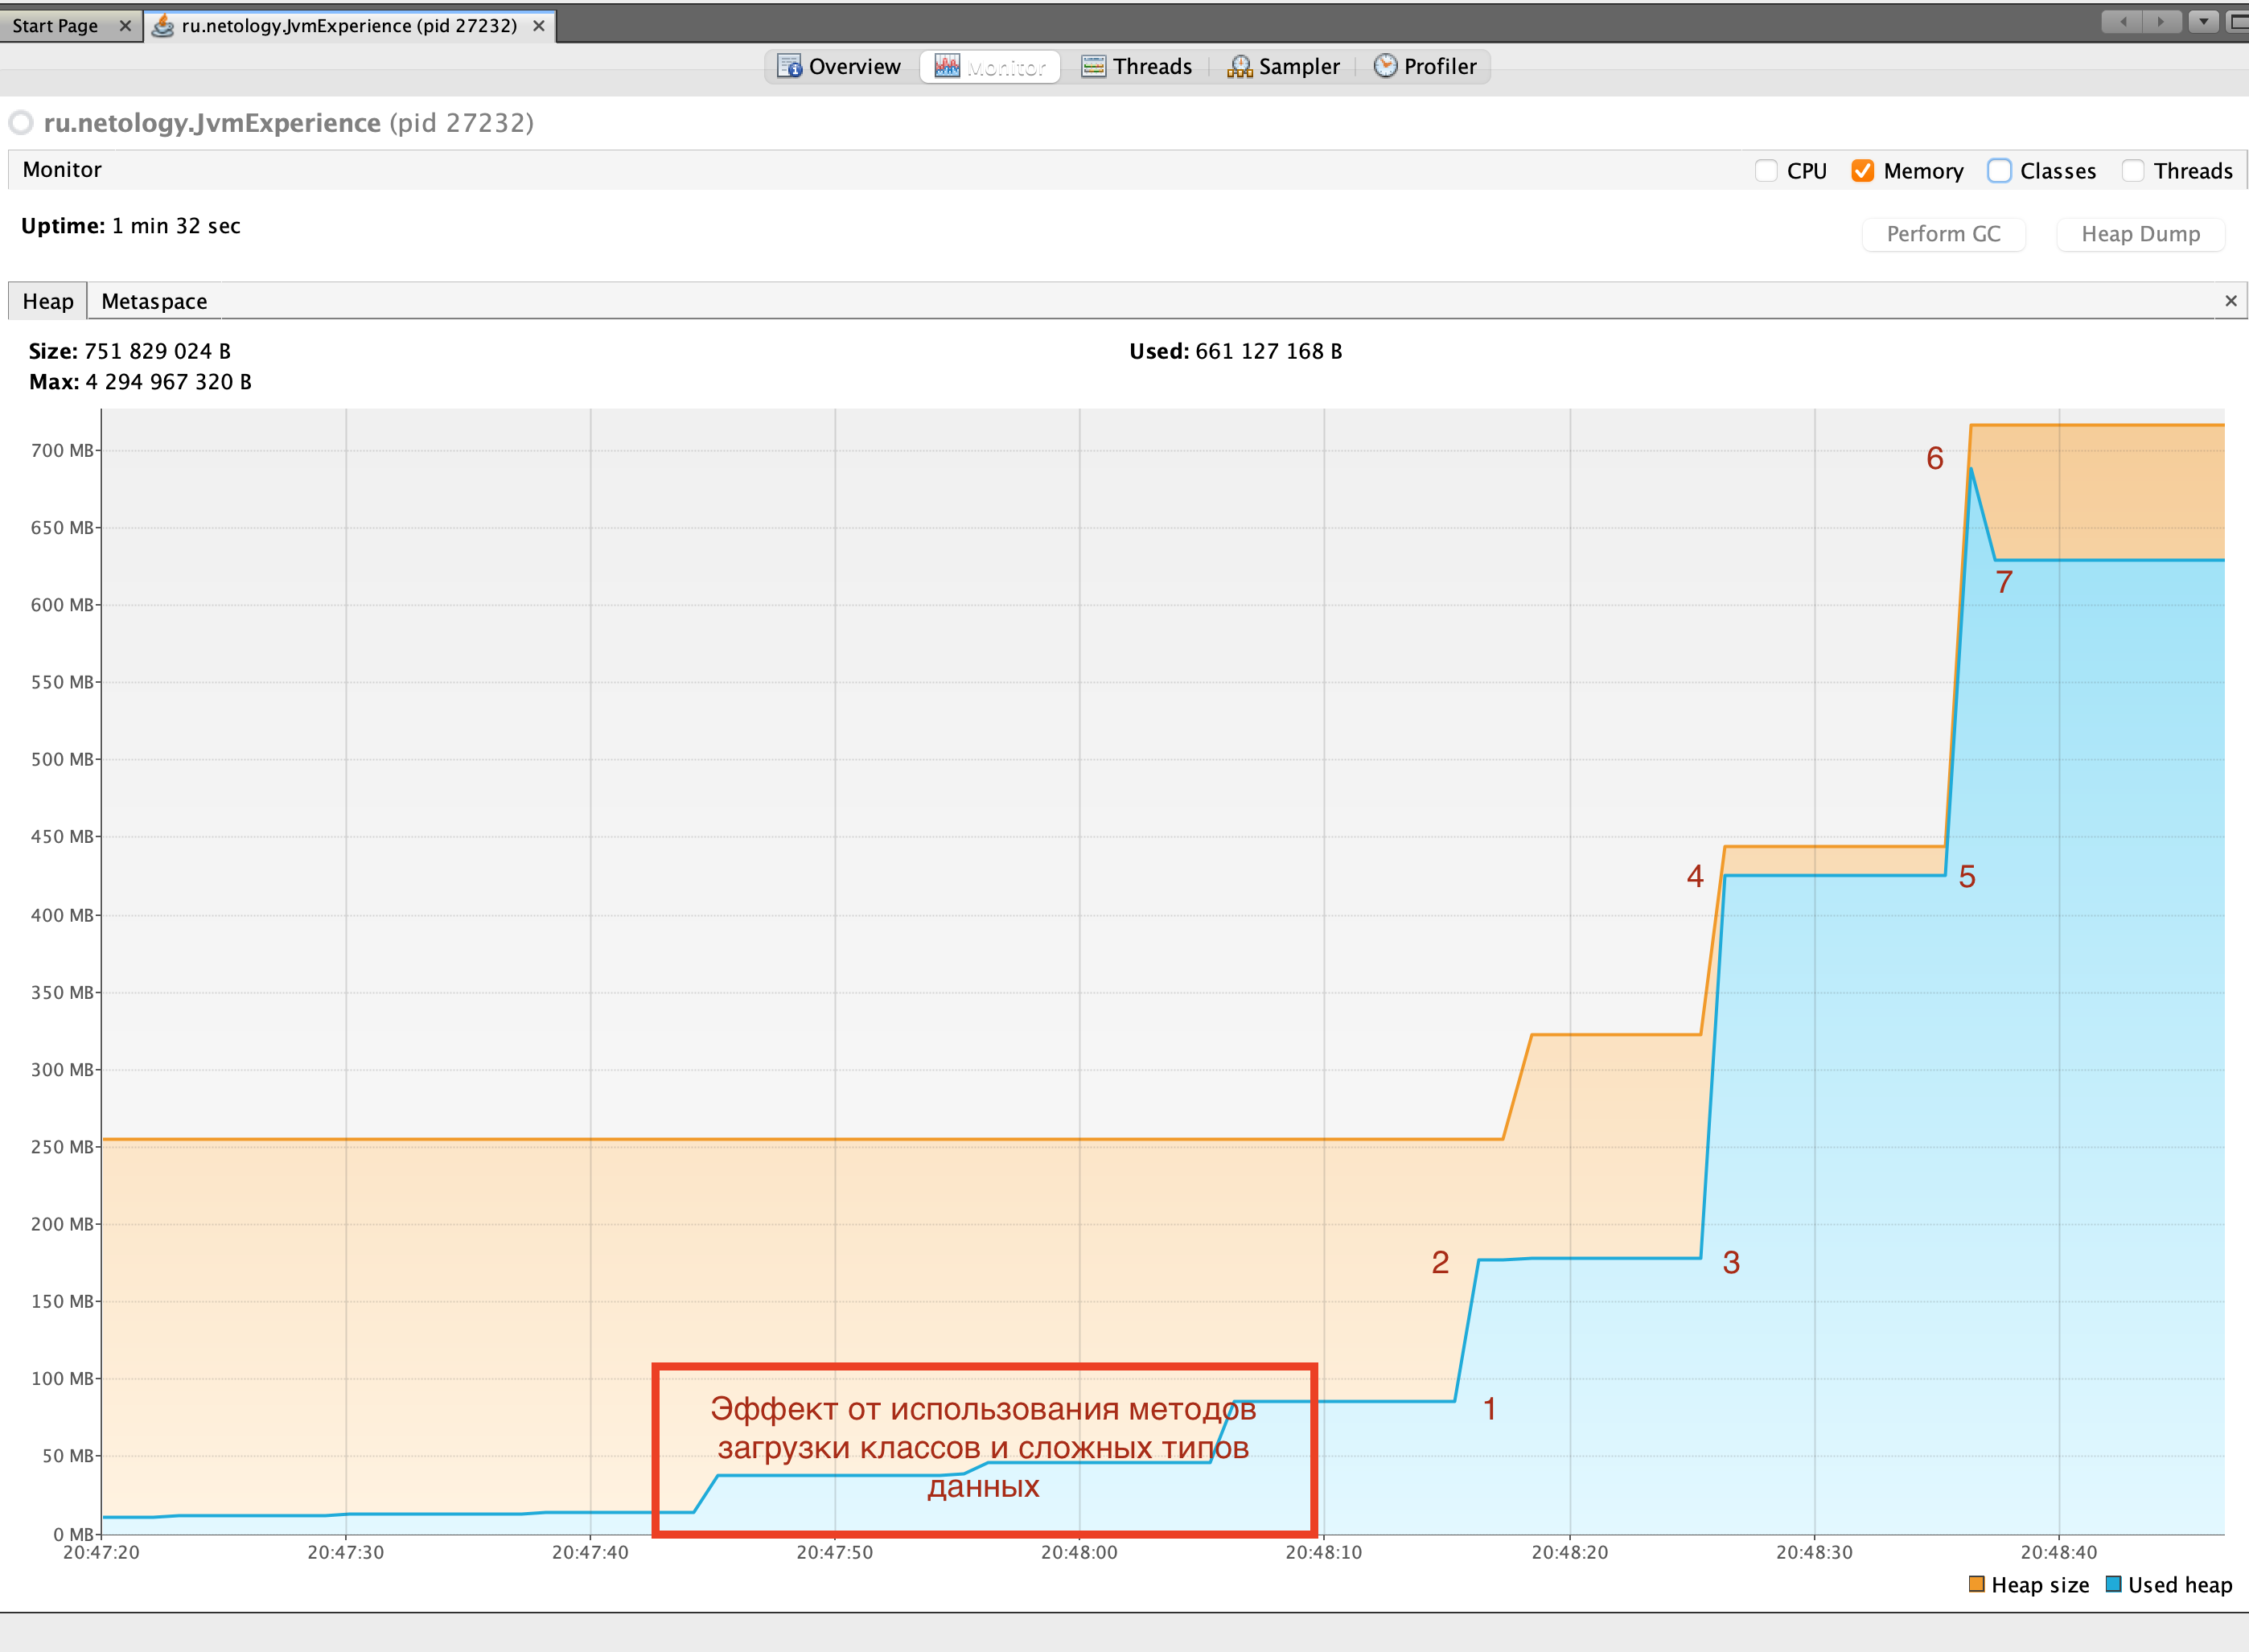 Start Page
ru.netology.JvmExperience (pid 27232)
Overview
Monitor
Threads
Sampler
Profiler
ru.netology.JvmExperience (pid 27232)
Monitor
CPU
Memory
Classes
Threads
Uptime: 1 min 32 sec
Perform GC
Heap Dump
Heap
Metaspace
Size: 751 829 024 B
Used: 661 127 168 B
Max: 4 294 967 320 B
700 MB
650 MB
600 MB
550 MB
500 MB
450 MB
400 MB
350 MB
300 MB
250 MB
200 MB
150 MB
100 MB
50 MB
0 MB
6
7
4
5
2
3
1
Эффект от использования методов
загрузки классов и сложных типов
данных
20:47:20
20:47:30
20:47:40
20:47:50
20:48:00
20:48:10
20:48:20
20:48:30
20:48:40
Heap size
Used heap